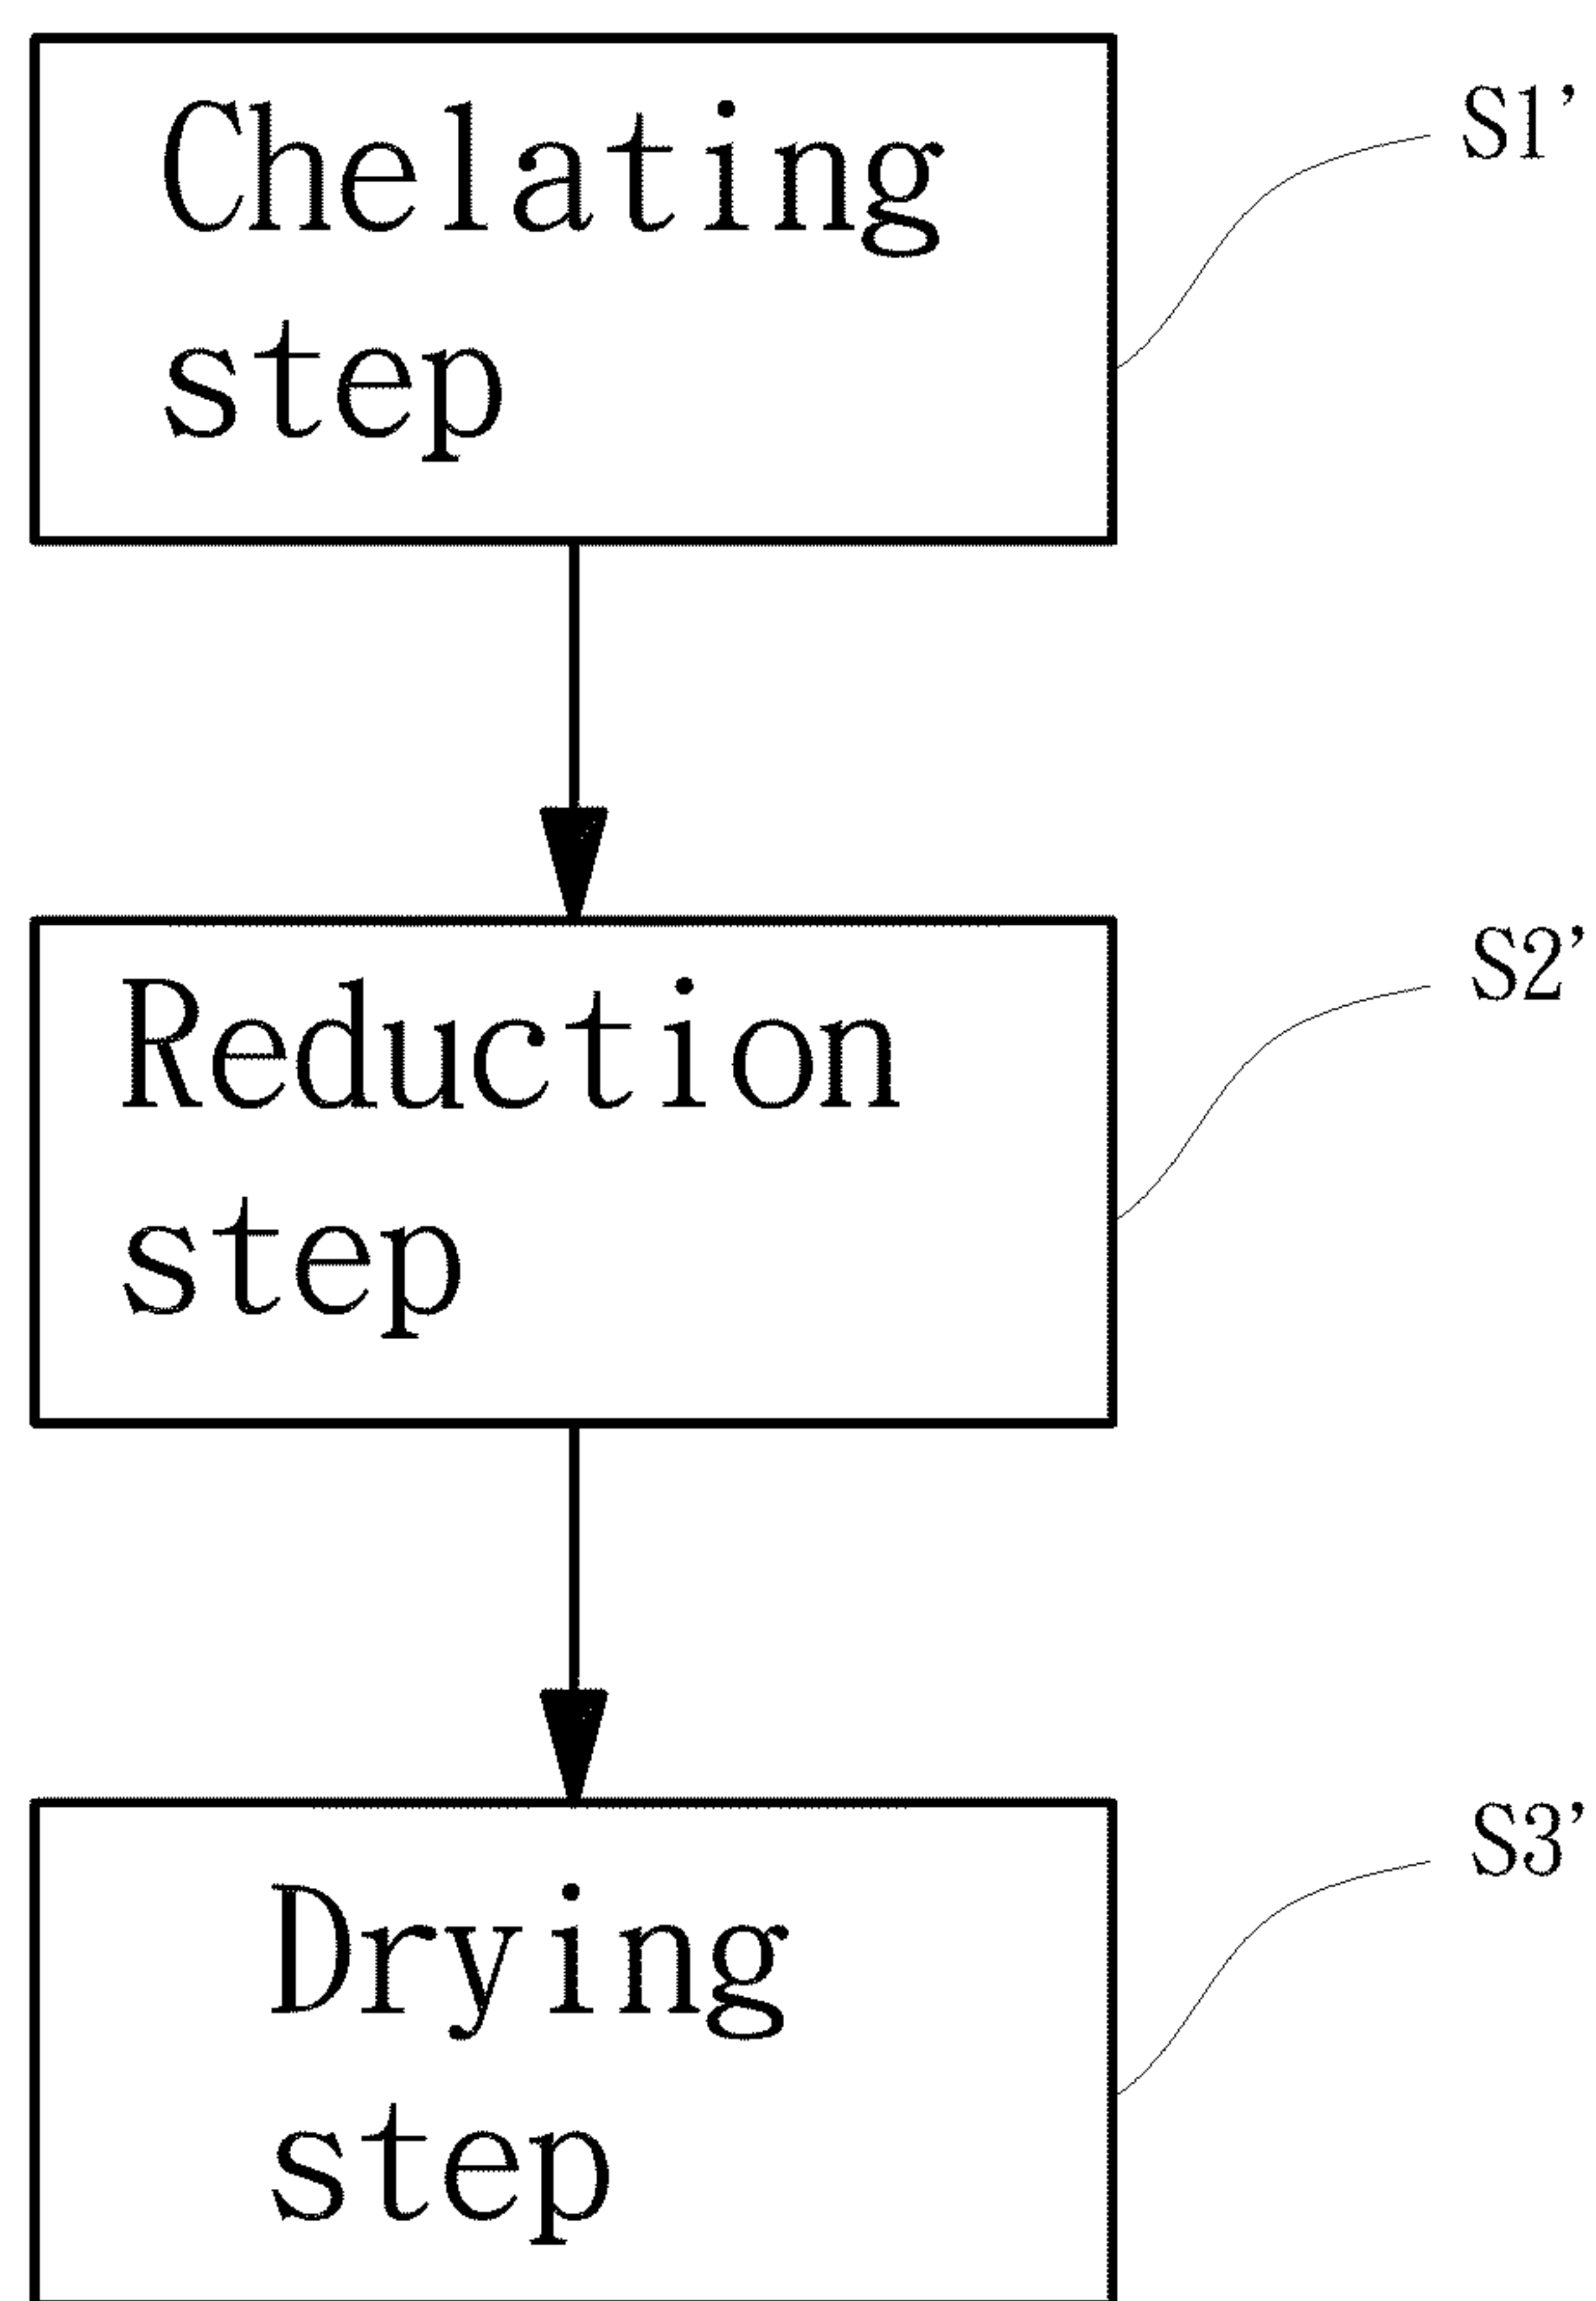 Chelating
step
S1'
Reduction
step
S2'
Drying
step
S3'